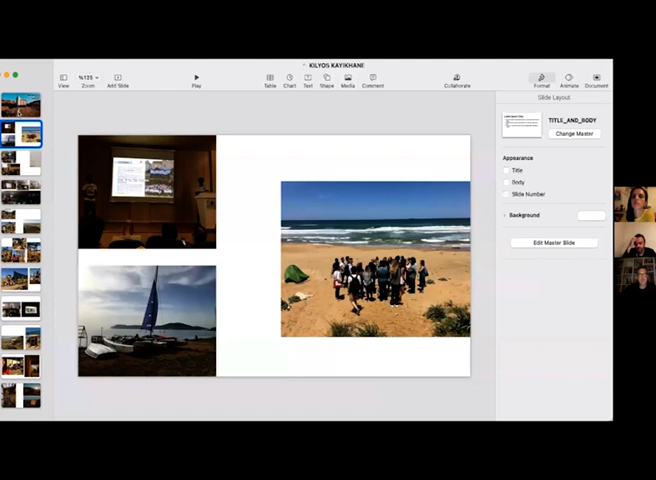 KILYOS KAYIKHANE
%125
View
Zoom
Add Slide
Play
Table
Chart
Text
Shape
Media
Comment
Collaborate
Format
Animate
Document
Slide Layout
TITLE_AND_BODY
Change Master
Appearance
Title
Body
Slide Number
Background
Edit Master Slide